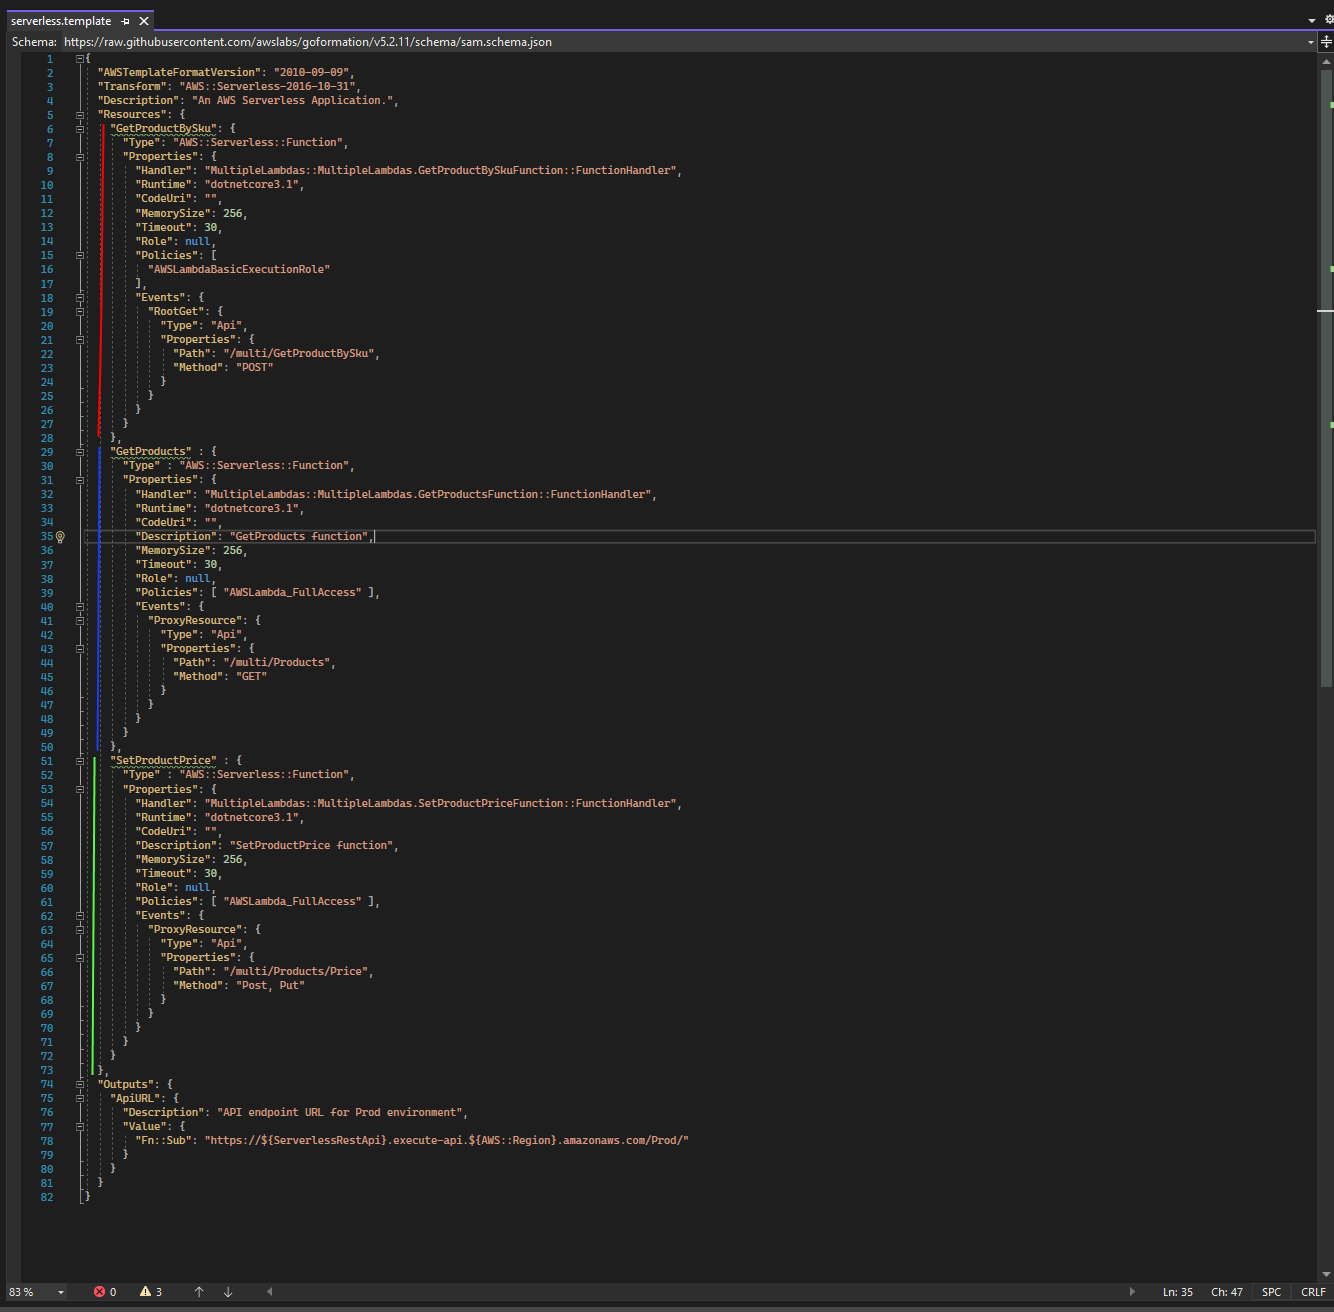 serverless.template
Schema: https://raw.githubusercontent.com/awslabs/goformation/v5.2.11/schema/sam.schema.json
1 {
2 "AWSTemplateFormatVersion": "2010-09-09",
3 "Transform": "AWS::Serverless-2016-10-31",
4 "Description": "An AWS Serverless Application.",
5 "Resources": {
6 "GetProductBySku": {
7 "Type": "AWS::Serverless::Function",
8 "Properties": {
9 "Handler": "MultipleLambdas::MultipleLambdas.GetProductBySkuFunction::FunctionHandler",
10 "Runtime": "dotnetcore3.1",
11 "CodeUri": "",
12 "MemorySize": 256,
13 "Timeout": 30,
14 "Role": null,
15 "Policies": [
16 "AWSLambdaBasicExecutionRole"
17 ],
18 "Events": {
19 "RootGet": {
20 "Type": "Api",
21 "Properties": {
22 "Path": "/multi/GetProductBySku",
23 "Method": "POST"
24 }
25 }
26 }
27 }
28 },
29 "GetProducts" : {
30 "Type" : "AWS::Serverless::Function",
31 "Properties": {
32 "Handler": "MultipleLambdas::MultipleLambdas.GetProductsFunction::FunctionHandler",
33 "Runtime": "dotnetcore3.1",
34 "CodeUri": "",
35 "Description": "GetProducts function",
36 "MemorySize": 256,
37 "Timeout": 30,
38 "Role": null,
39 "Policies": [ "AWSLambda_FullAccess" ],
40 "Events": {
41 "ProxyResource": {
42 "Type": "Api",
43 "Properties": {
44 "Path": "/multi/Products",
45 "Method": "GET"
46 }
47 }
48 }
49 }
50 },
51 "SetProductPrice" : {
52 "Type" : "AWS::Serverless::Function",
53 "Properties": {
54 "Handler": "MultipleLambdas::MultipleLambdas.SetProductPriceFunction::FunctionHandler",
55 "Runtime": "dotnetcore3.1",
56 "CodeUri": "",
57 "Description": "SetProductPrice function",
58 "MemorySize": 256,
59 "Timeout": 30,
60 "Role": null,
61 "Policies": [ "AWSLambda_FullAccess" ],
62 "Events": {
63 "ProxyResource": {
64 "Type": "Api",
65 "Properties": {
66 "Path": "/multi/Products/Price",
67 "Method": "Post, Put"
68 }
69 }
70 }
71 }
72 }
73 },
74 "Outputs": {
75 "ApiURL": {
76 "Description": "API endpoint URL for Prod environment",
77 "Value": {
78 "Fn::Sub": "https://${ServerlessRestApi}.execute-api.${AWS::Region}.amazonaws.com/Prod/"
79 }
80 }
81 }
82 }
83 % 0 3 Ln: 35 Ch: 47 SPC CRLF